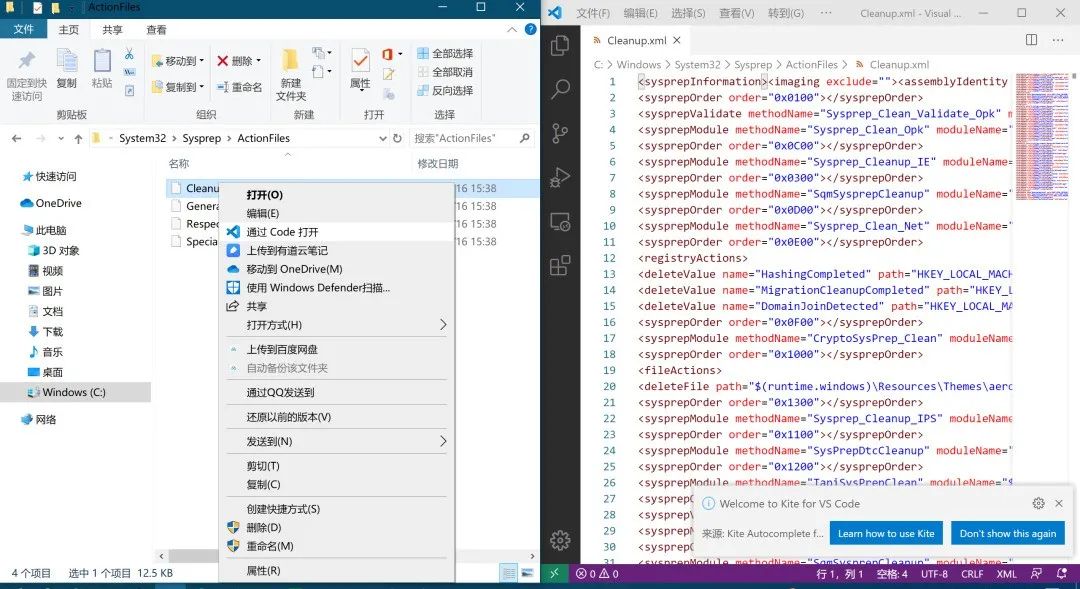 ActionFiles
文件
主页
共享
查看
固定到快
速访问
复制
粘贴
移动到
复制到
删除
重命名
新建
文件夹
属性
全部选择
全部取消
反向选择
剪贴板
组织
新建
打开
选择
System32 > Sysprep > ActionFiles
搜索"ActionFiles"
名称
修改日期
快速访问
OneDrive
此电脑
3D 对象
视频
图片
文档
下载
音乐
桌面
Windows (C:)
网络
Cleanu
16 15:38
Genera
16 15:38
Respec
16 15:38
Specia
16 15:38
打开(O)
编辑(E)
通过 Code 打开
上传到有道云笔记
移动到 OneDrive(M)
使用 Windows Defender扫描...
共享
打开方式(H)
上传到百度网盘
自动备份该文件夹
通过QQ发送到
还原以前的版本(V)
发送到(N)
剪切(T)
复制(C)
创建快捷方式(S)
删除(D)
重命名(M)
属性(R)
4 个项目
选中 1 个项目 12.5 KB
文件(F)
编辑(E)
选择(S)
查看(V)
转到(G)
···
Cleanup.xml - Visual ...
Cleanup.xml
C: > Windows > System32 > Sysprep > ActionFiles > Cleanup.xml
1 <sysprepInformation><imaging exclude=""><assemblyIdentity
2 <sysprepOrder order="0x0100"></sysprepOrder>
3 <sysprepValidate methodName="Sysprep_Clean_Validate_Opk" m
4 <sysprepModule methodName="Sysprep_Clean_Opk" moduleName=
5 <sysprepOrder order="0x0C00"></sysprepOrder>
6 <sysprepModule methodName="Sysprep_Cleanup_IE" moduleName=
7 <sysprepOrder order="0x0300"></sysprepOrder>
8 <sysprepModule methodName="SqmSysprepCleanup" moduleName="
9 <sysprepOrder order="0x0D00"></sysprepOrder>
10 <sysprepModule methodName="Sysprep_Clean_Net" moduleName="
11 <sysprepOrder order="0x0E00"></sysprepOrder>
12 <registryActions>
13 <deleteValue name="HashingCompleted" path="HKEY_LOCAL_MACH
14 <deleteValue name="MigrationCleanupCompleted" path="HKEY_L
15 <deleteValue name="DomainJoinDetected" path="HKEY_LOCAL_MA
16 <sysprepOrder order="0x0F00"></sysprepOrder>
17 <sysprepModule methodName="CryptoSysPrep_Clean" moduleName
18 <sysprepOrder order="0x1000"></sysprepOrder>
19 <fileActions>
20 <deleteFile path="$(runtime.windows)\Resources\Themes\aero
21 <sysprepOrder order="0x1300"></sysprepOrder>
22 <sysprepModule methodName="Sysprep_Cleanup_IPS" moduleName
23 <sysprepOrder order="0x1100"></sysprepOrder>
24 <sysprepModule methodName="SysPrepDtcCleanup" moduleName="
25 <sysprepOrder order="0x1200"></sysprepOrder>
26 <sysprepModule methodName="TapiSysPrepClean" moduleName="$
27 <sysprepO
28 <sysprepV
29 <sysprepM
30 <sysprepO
31 <sysprepModule methodName="SqmSysprepCleanup" moduleName="
Welcome to Kite for VS Code
来源: Kite Autocomplete f...
Learn how to use Kite
Don't show this again
0
0
行 1，列 1
空格: 4
UTF-8
CRLF
XML